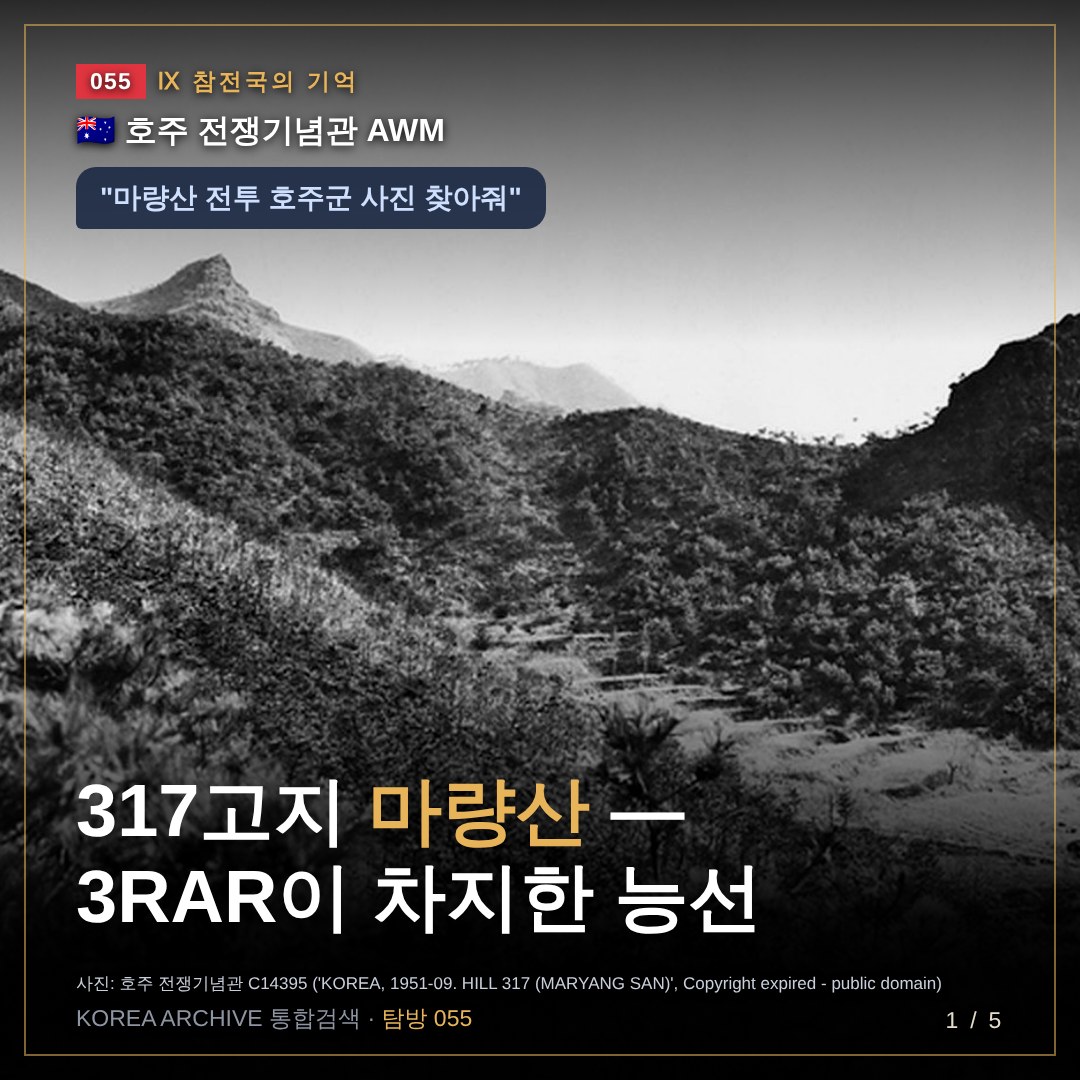 055 Ⅸ 참전국의 기억
🇦🇺 호주 전쟁기념관 AWM
"마량산 전투 호주군 사진 찾아줘"
317고지 마량산 —
3RAR이 차지한 능선
사진: 호주 전쟁기념관 C14395 ('KOREA, 1951-09. HILL 317 (MARYANG SAN)', Copyright expired - public domain)
KOREA ARCHIVE 통합검색 · 탐방 055
1 / 5